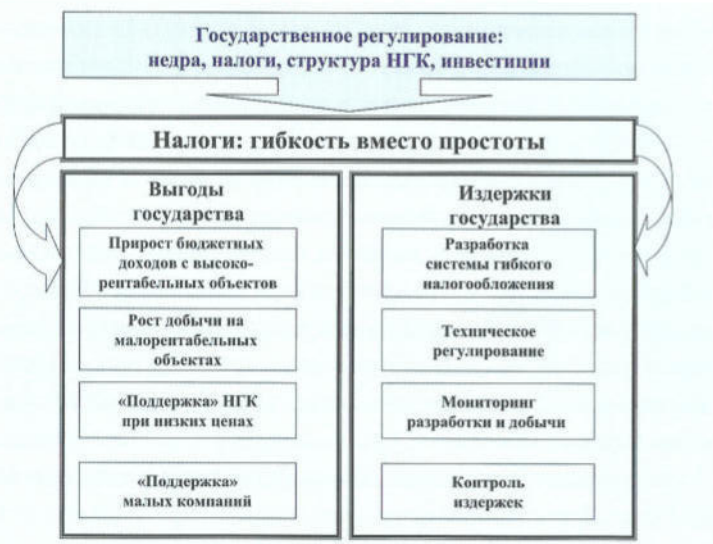 Государственное регулирование:
недра, налоги, структура НГК, инвестиции
Налоги: гибкость вместо простоты
Выгоды
государства
Прирост бюджетных
доходов с высоко-
рентабельных объектов
Рост добычи на
малорентабельных
объектах
«Поддержка» НГК
при низких ценах
«Поддержка»
малых компаний
Издержки
государства
Разработка
системы гибкого
налогообложения
Техническое
регулирование
Мониторинг
разработки и добычи
Контроль
издержек